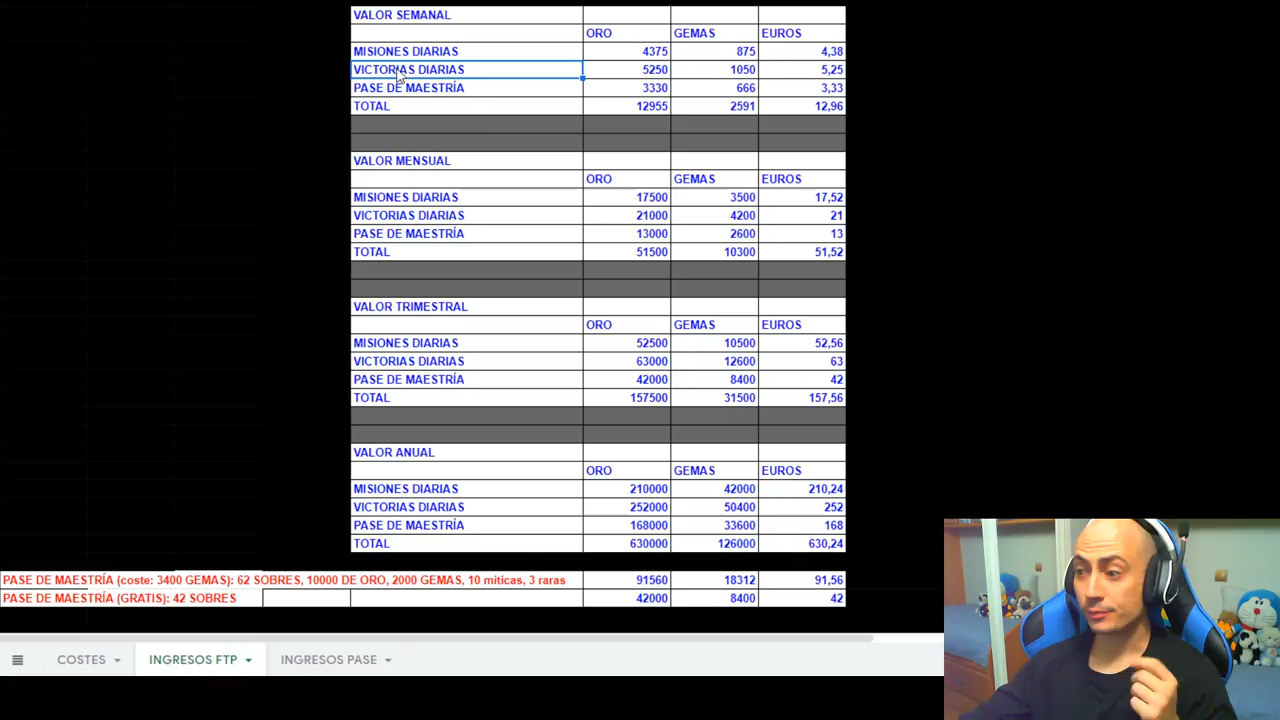 VALOR SEMANAL
ORO GEMAS EUROS
MISIONES DIARIAS 4375 875 4,38
VICTORIAS DIARIAS 5250 1050 5,25
PASE DE MAESTRÍA 3330 666 3,33
TOTAL 12955 2591 12,96
VALOR MENSUAL
ORO GEMAS EUROS
MISIONES DIARIAS 17500 3500 17,52
VICTORIAS DIARIAS 21000 4200 21
PASE DE MAESTRÍA 13000 2600 13
TOTAL 51500 10300 51,52
VALOR TRIMESTRAL
ORO GEMAS EUROS
MISIONES DIARIAS 52500 10500 52,56
VICTORIAS DIARIAS 63000 12600 63
PASE DE MAESTRÍA 42000 8400 42
TOTAL 157500 31500 157,56
VALOR ANUAL
ORO GEMAS EUROS
MISIONES DIARIAS 210000 42000 210,24
VICTORIAS DIARIAS 252000 50400 252
PASE DE MAESTRÍA 168000 33600 168
TOTAL 630000 126000 630,24
PASE DE MAESTRÍA (coste: 3400 GEMAS): 62 SOBRES, 10000 DE ORO, 2000 GEMAS, 10 miticas, 3 raras 91560 18312 91,56
PASE DE MAESTRÍA (GRATIS): 42 SOBRES 42000 8400 42
COSTES INGRESOS FTP INGRESOS PASE